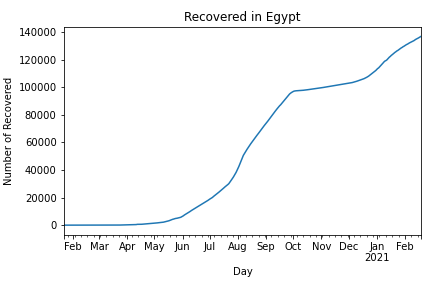 Recovered in Egypt
140000
120000
100000
80000
60000
40000
20000
0
Number of Recovered
Feb Mar Apr May Jun Jul Aug Sep Oct Nov Dec Jan Feb
2021
Day